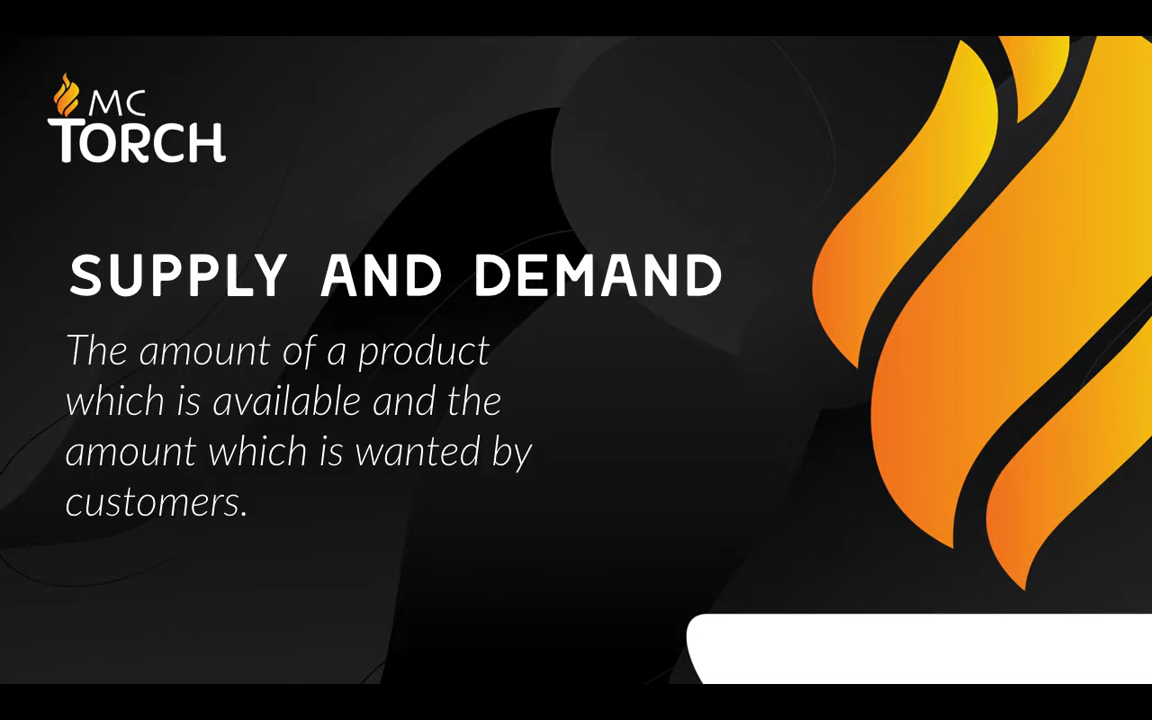 MC
TORCH
SUPPLY AND DEMAND
The amount of a product
which is available and the
amount which is wanted by
customers.